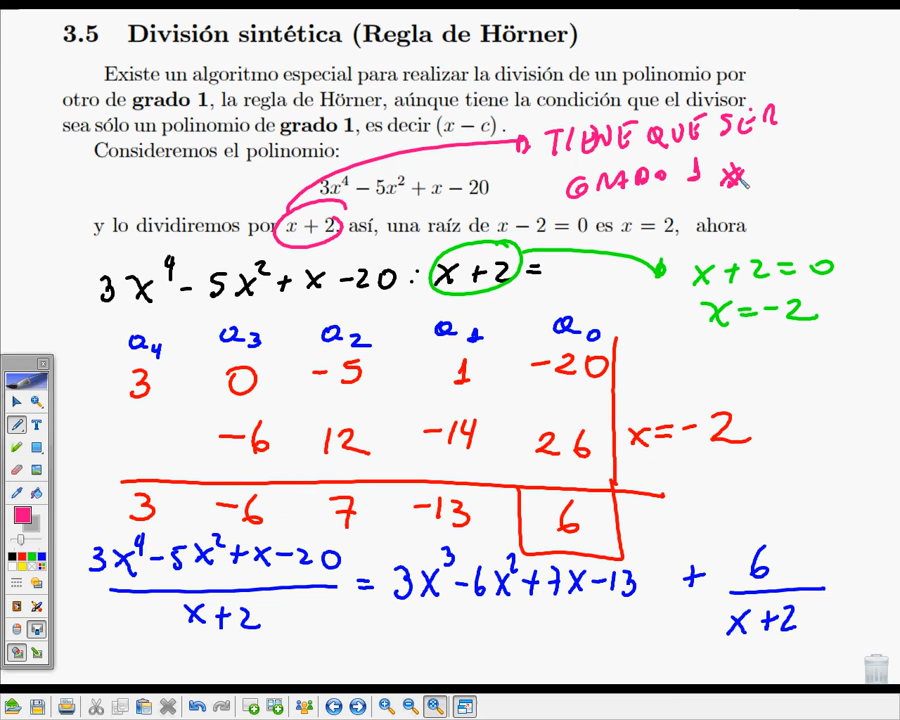 3.5 División sintética (Regla de Hörner)
Existe un algoritmo especial para realizar la división de un polinomio por
otro de grado 1, la regla de Hörner, aúnque tiene la condición que el divisor
sea sólo un polinomio de grado 1, es decir (x − c) .
TIENE QUE SER
Consideremos el polinomio:
GRADO 1
3x⁴ − 5x² + x − 20
y lo dividiremos por x + 2, así, una raíz de x − 2 = 0 es x = 2, ahora
3x⁴ - 5x² + x - 20 : x + 2 =
x + 2 = 0
x = -2
a₄ a₃ a₂ a₁ a₀
3 0 -5 1 -20
-6 12 -14 26 x = -2
3 -6 7 -13 6
3x⁴ - 5x² + x - 20 / x + 2 = 3x³ - 6x² + 7x - 13 + 6 / x + 2